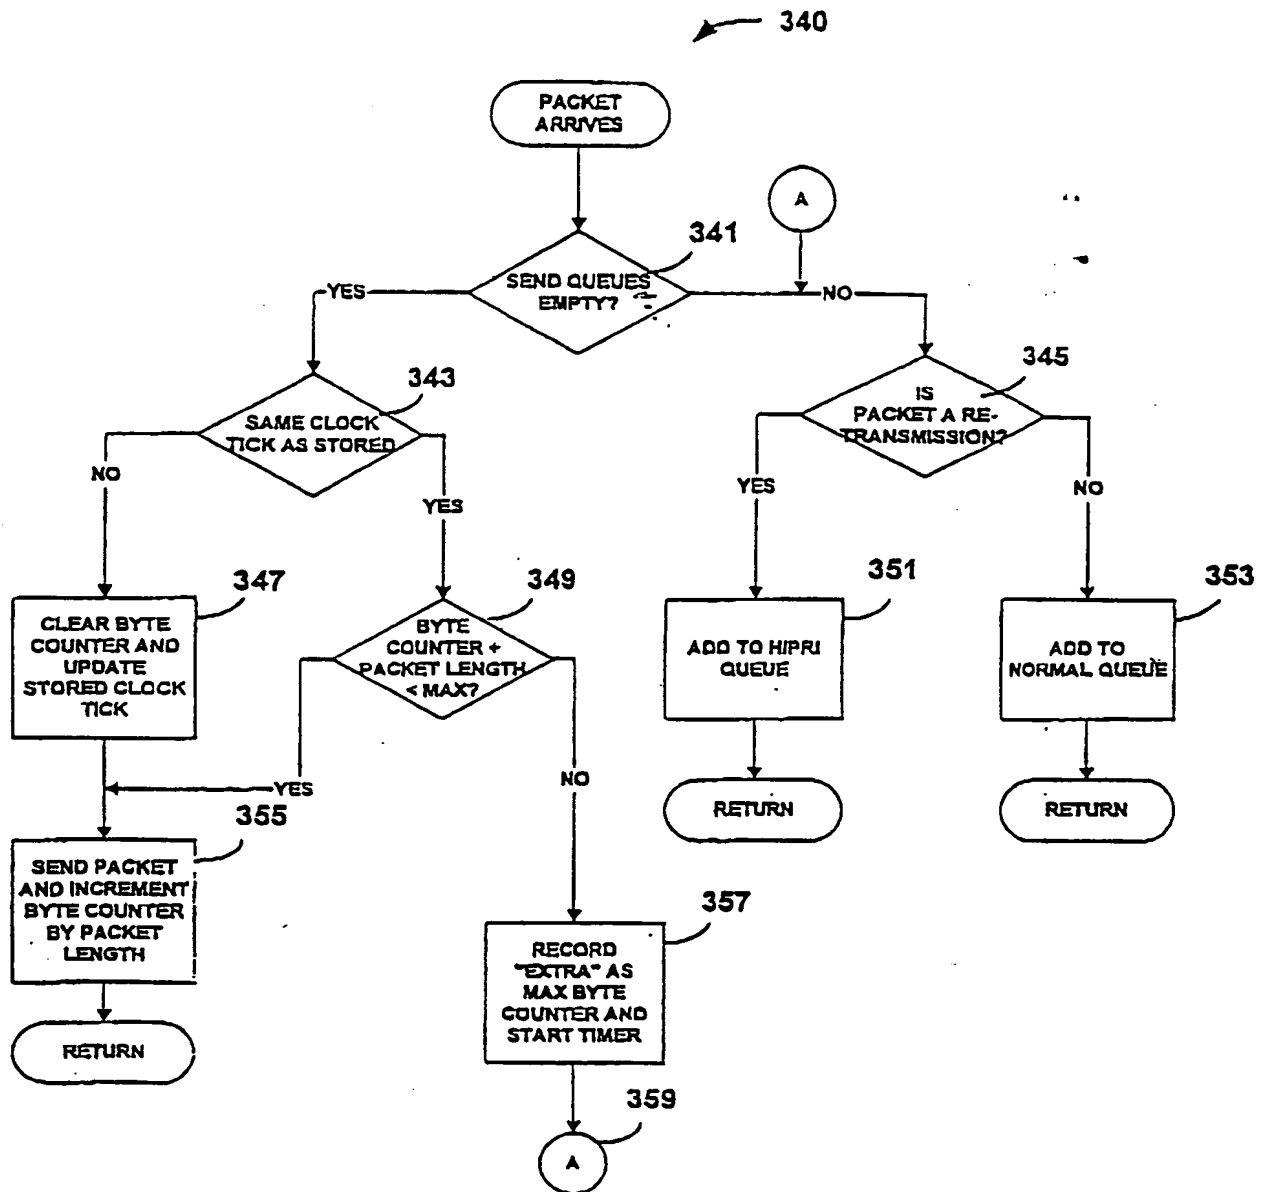 340
PACKET
ARRIVES
A
341
SEND QUEUES
EMPTY?
YES
NO
343
SAME CLOCK
TICK AS STORED
345
IS
PACKET A RE-
TRANSMISSION?
NO
YES
YES
NO
347
CLEAR BYTE
COUNTER AND
UPDATE
STORED CLOCK
TICK
349
BYTE
COUNTER +
PACKET LENGTH
< MAX?
351
ADD TO HIPRI
QUEUE
353
ADD TO
NORMAL QUEUE
YES
NO
RETURN
RETURN
355
SEND PACKET
AND INCREMENT
BYTE COUNTER
BY PACKET
LENGTH
357
RECORD
"EXTRA" AS
MAX BYTE
COUNTER AND
START TIMER
RETURN
359
A